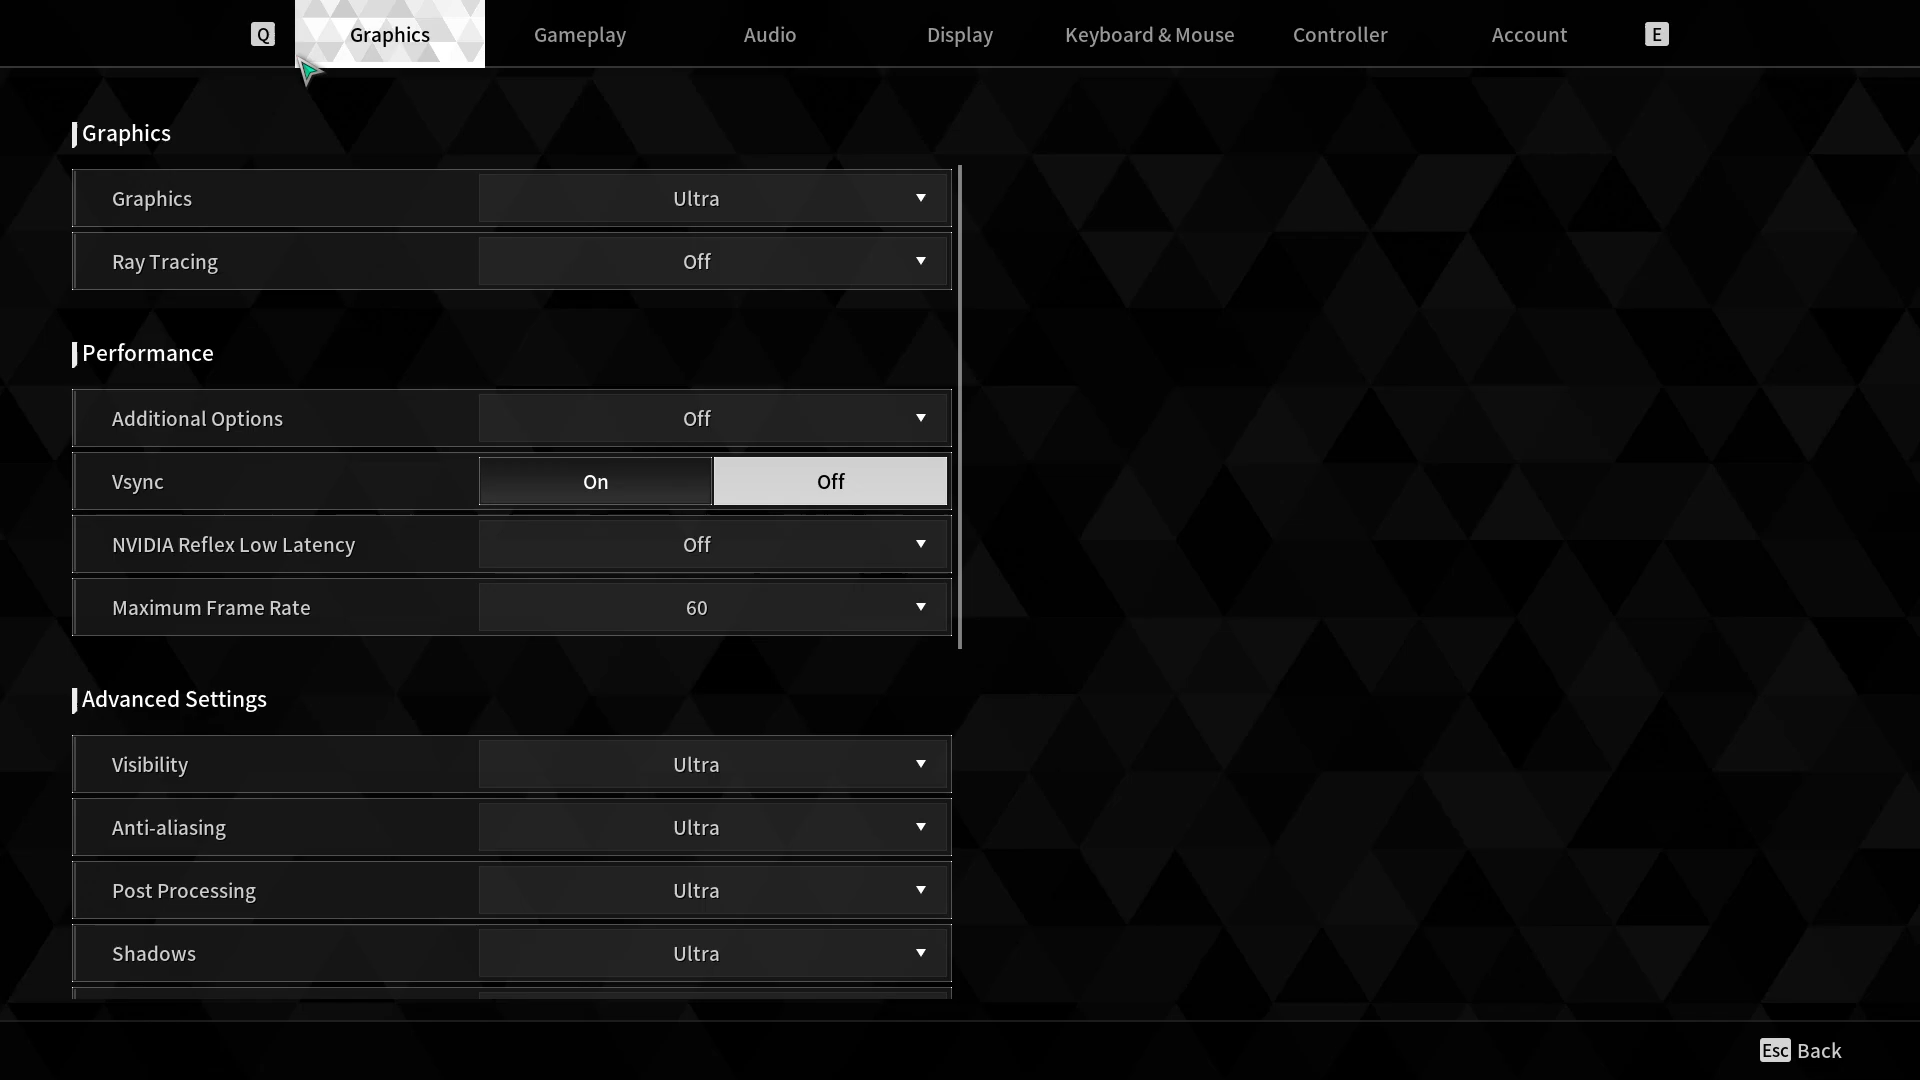 Q Graphics Gameplay Audio Display Keyboard & Mouse Controller Account E
Graphics
Graphics Ultra
Ray Tracing Off
Performance
Additional Options Off
Vsync On Off
NVIDIA Reflex Low Latency Off
Maximum Frame Rate 60
Advanced Settings
Visibility Ultra
Anti-aliasing Ultra
Post Processing Ultra
Shadows Ultra
Esc Back